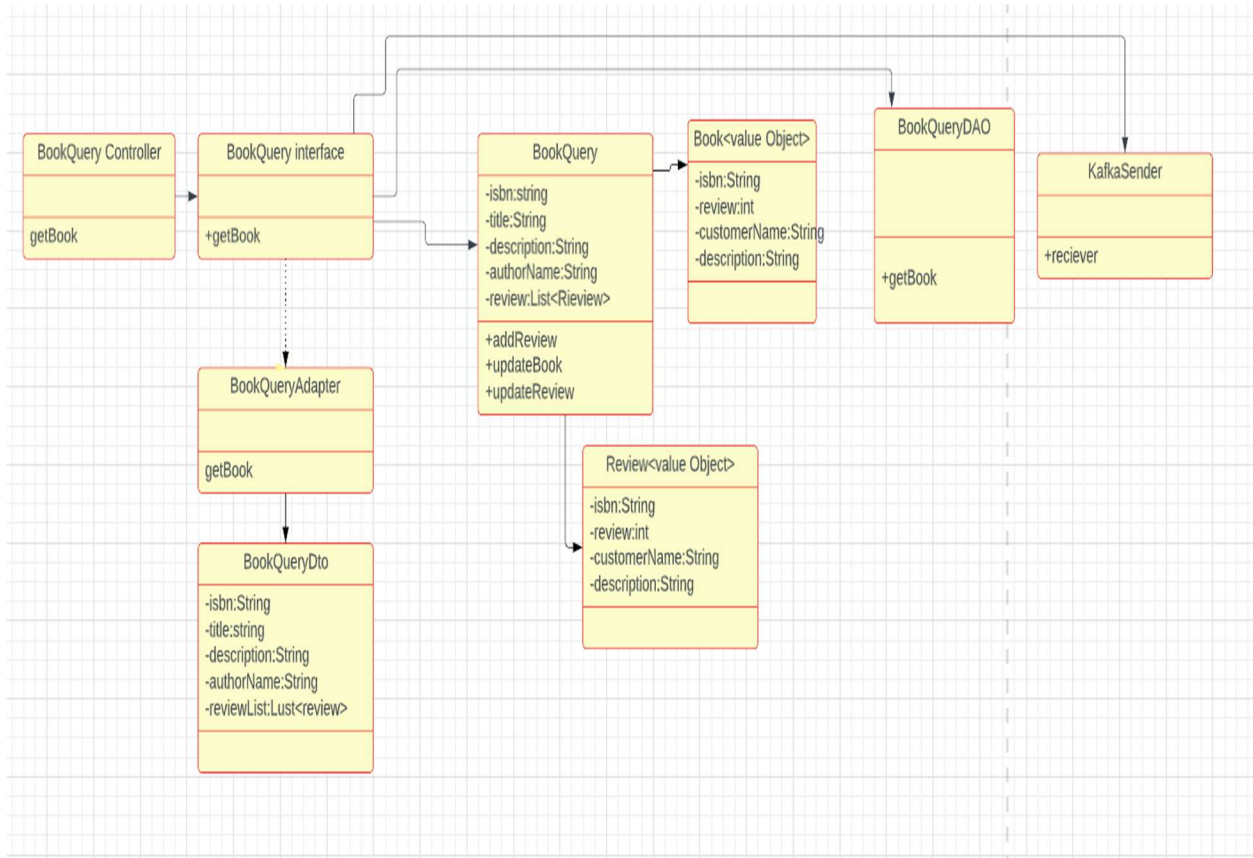 BookQuery Controller
getBook
BookQuery interface
+getBook
BookQuery
-isbn:string
-title:String
-description:String
-authorName:String
-review:List<Rieview>
+addReview
+updateBook
+updateReview
Book<value Object>
-isbn:String
-review:int
-customerName:String
-description:String
BookQueryDAO
+getBook
KafkaSender
+reciever
BookQueryAdapter
getBook
Review<value Object>
-isbn:String
-review:int
-customerName:String
-description:String
BookQueryDto
-isbn:String
-title:string
-description:String
-authorName:String
-reviewList:Lust<review>